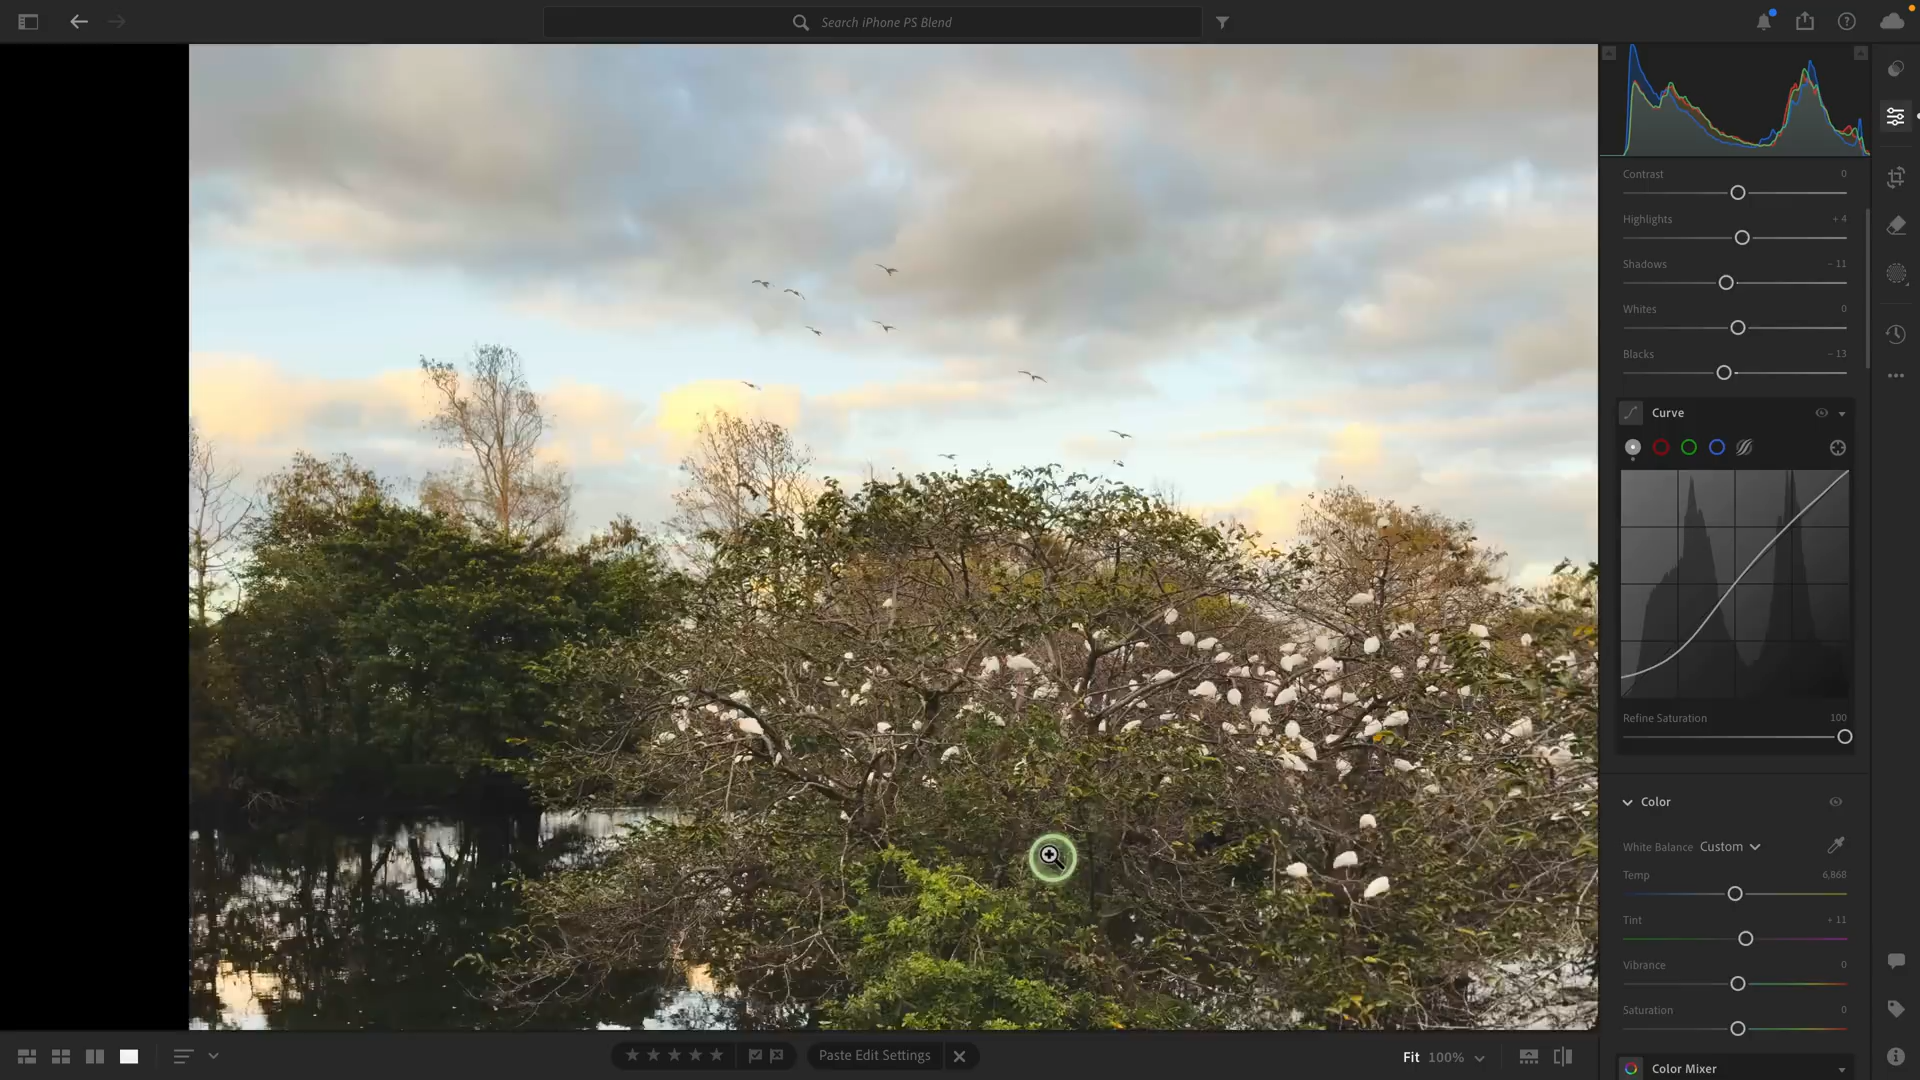 Search iPhone PS Blend
Contrast 0
Highlights + 4
Shadows - 11
Whites 0
Blacks - 13
Curve
Refine Saturation 100
Color
White Balance Custom
Temp 6,868
Tint + 11
Vibrance 0
Saturation 0
Paste Edit Settings
Fit 100%
Color Mixer